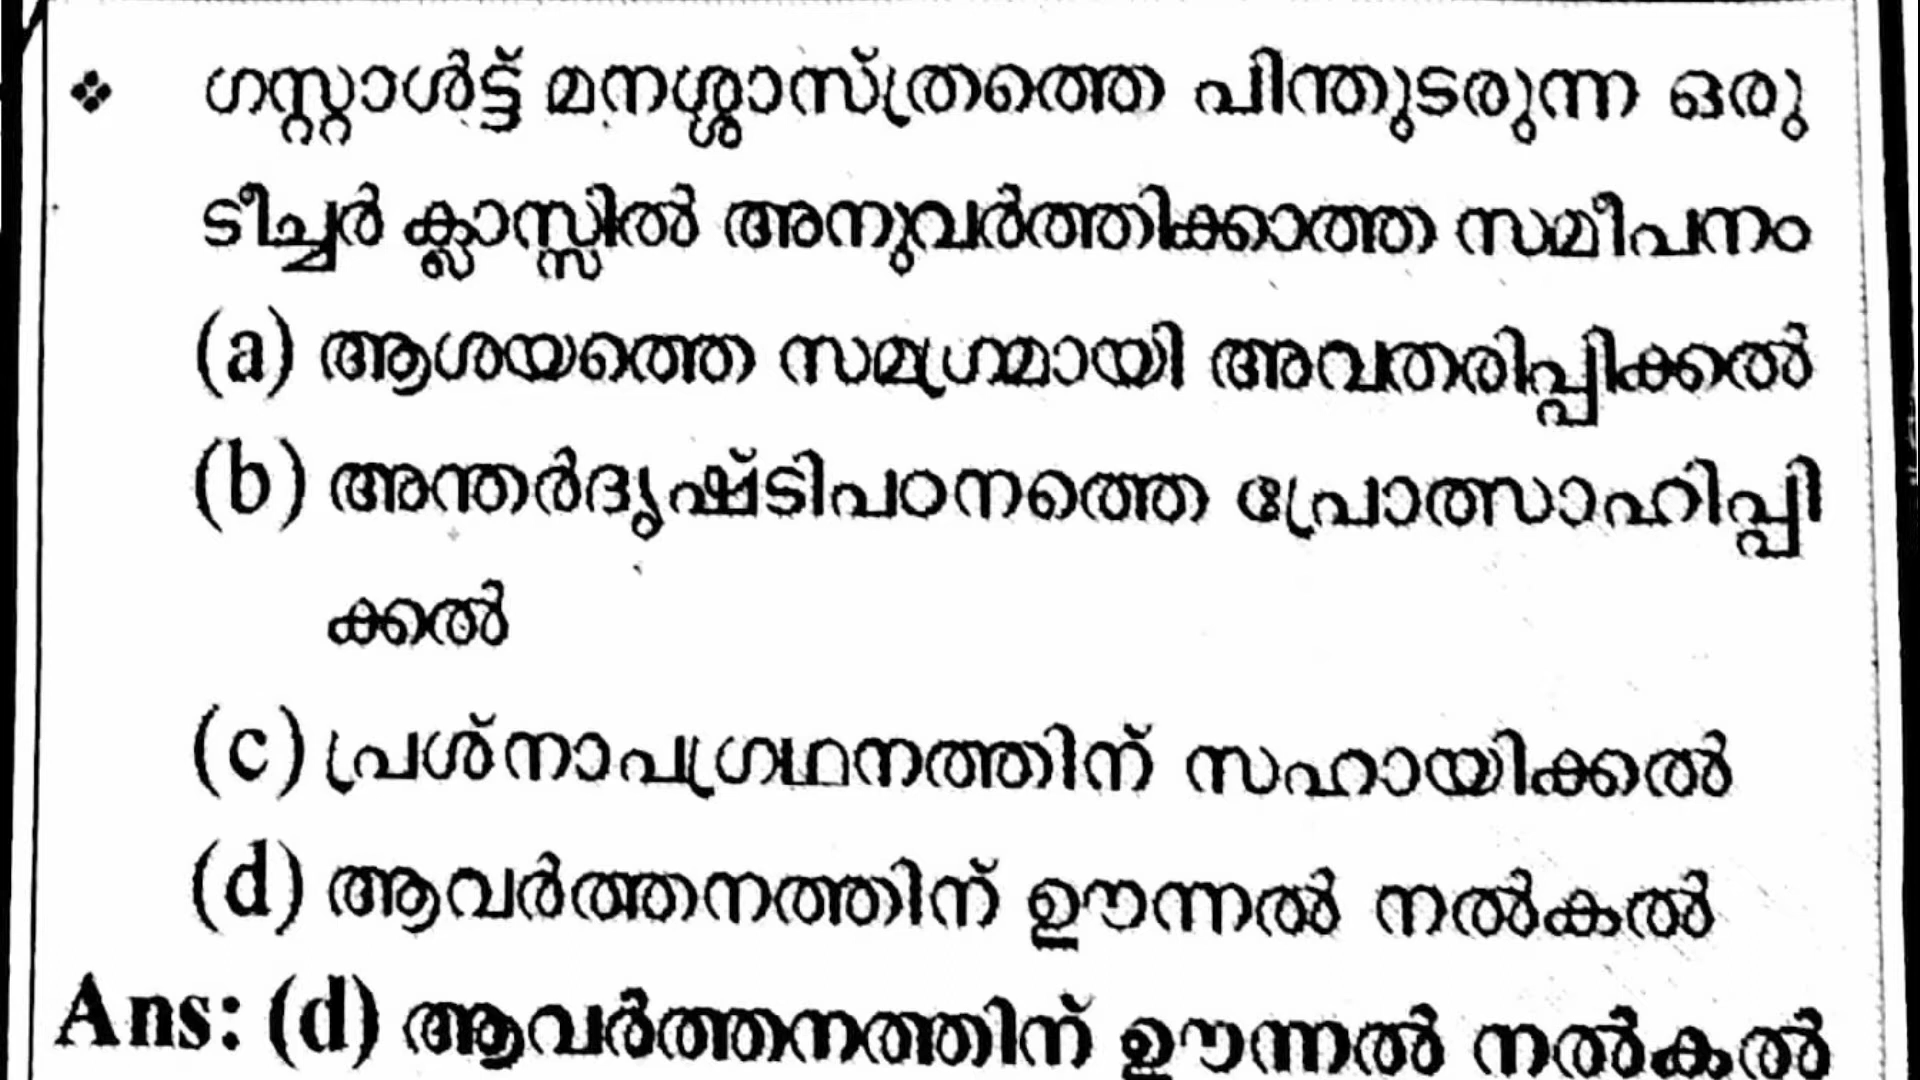 ❖ ഗസ്റ്റാൾട്ട് മനശ്ശാസ്ത്രത്തെ പിന്തുടരുന്ന ഒരു
ടീച്ചർ ക്ലാസ്സിൽ അനുവർത്തിക്കാത്ത സമീപനം
(a) ആശയത്തെ സമഗ്രമായി അവതരിപ്പിക്കൽ
(b) അന്തർദൃഷ്ടിപഠനത്തെ പ്രോത്സാഹിപ്പി
ക്കൽ
(c) പ്രശ്നാപഗ്രഥനത്തിന് സഹായിക്കൽ
(d) ആവർത്തനത്തിന് ഊന്നൽ നൽകൽ
Ans: (d) ആവർത്തനത്തിന് ഊന്നൽ നൽകൽ